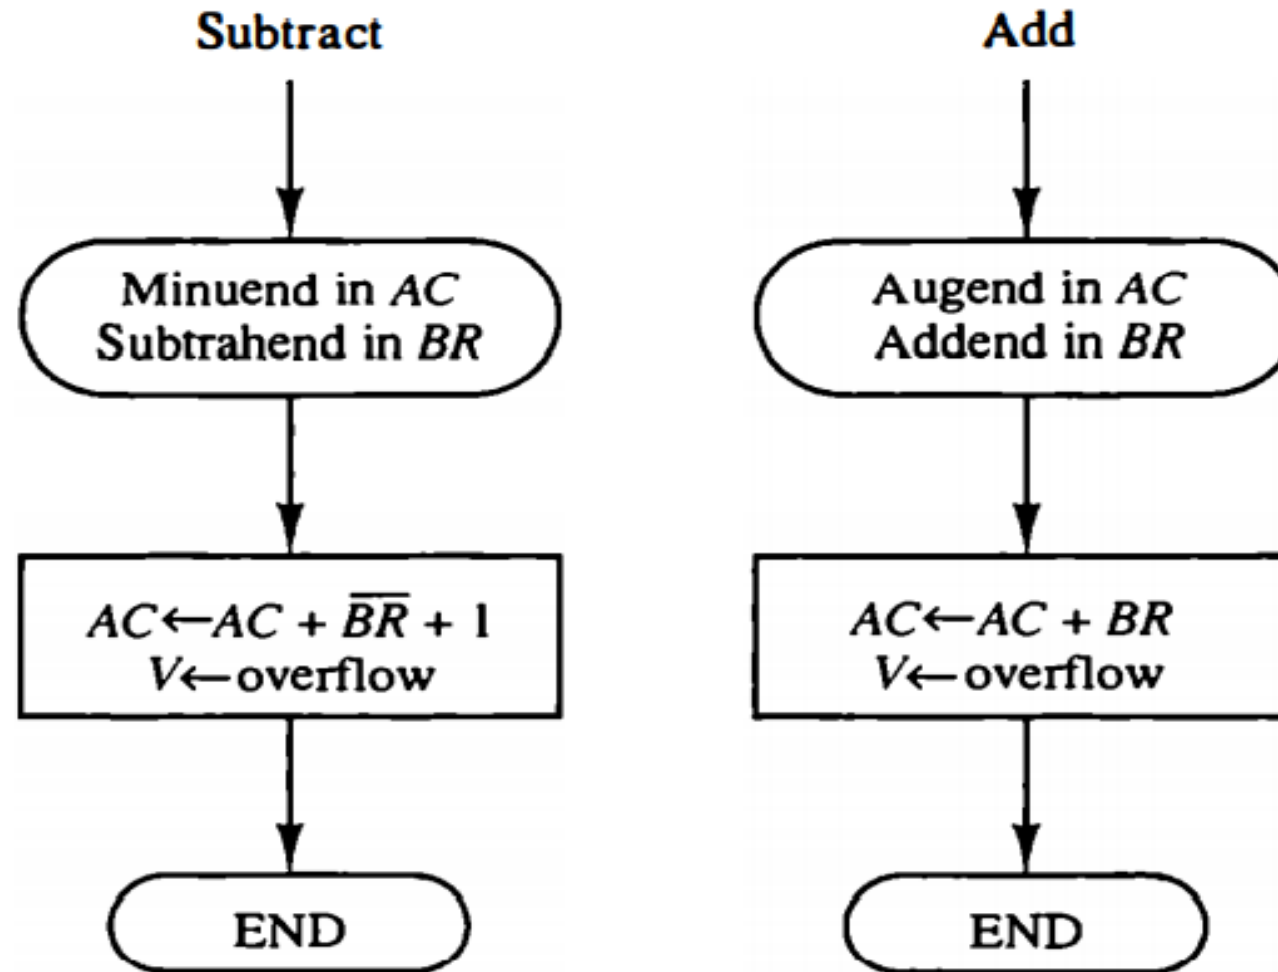 Subtract
Minuend in AC
Subtrahend in BR
AC←AC + B̅R̅ + 1
V←overflow
END
Add
Augend in AC
Addend in BR
AC←AC + BR
V←overflow
END